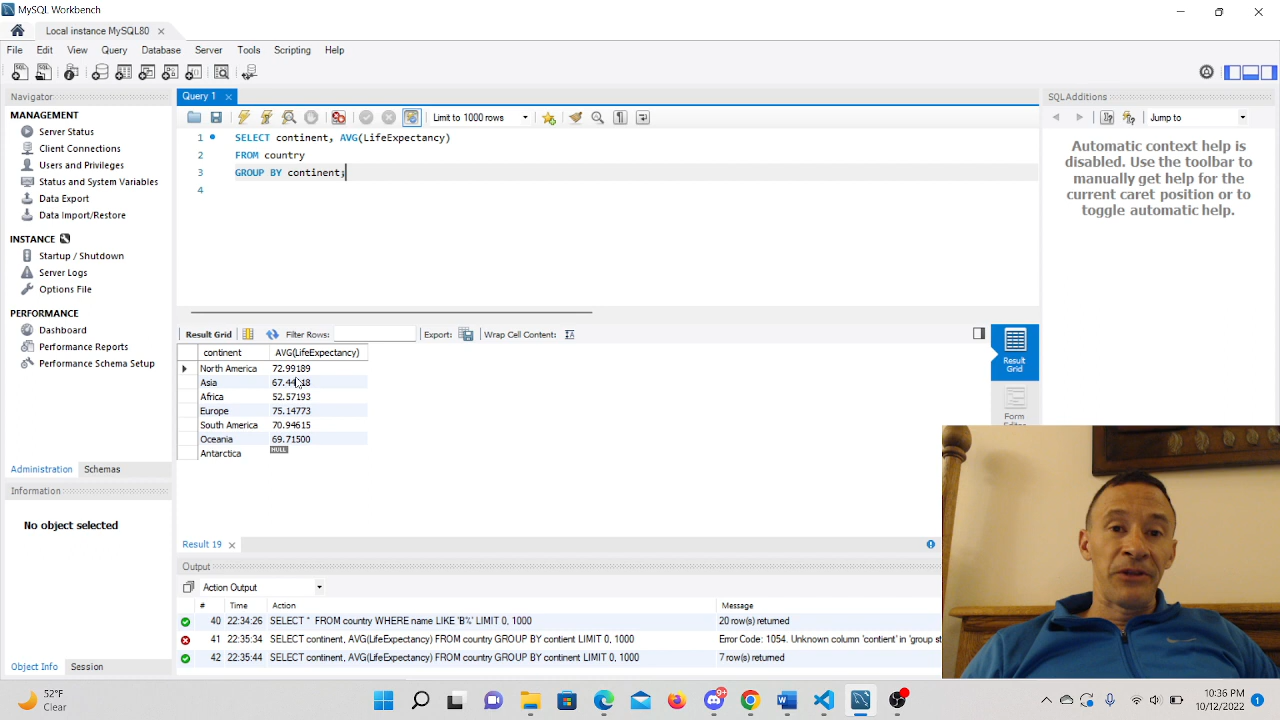 MySQL Workbench
Local instance MySQL80
File Edit View Query Database Server Tools Scripting Help
Navigator
MANAGEMENT
Server Status
Client Connections
Users and Privileges
Status and System Variables
Data Export
Data Import/Restore
INSTANCE
Startup / Shutdown
Server Logs
Options File
PERFORMANCE
Dashboard
Performance Reports
Performance Schema Setup
Administration Schemas
Information
No object selected
Object Info Session
Query 1
Limit to 1000 rows
1 SELECT continent, AVG(LifeExpectancy)
2 FROM country
3 GROUP BY continent;
4
Result Grid Filter Rows: Export: Wrap Cell Content:
continent AVG(LifeExpectancy)
North America 72.99189
Asia
Africa 52.57193
Europe 75.14773
South America 70.94615
Oceania 69.71500
Antarctica NULL
Result Grid
Form
Result 19
Output
Action Output
# Time Action Message
40 22:34:26 SELECT * FROM country WHERE name LIKE 'B%' LIMIT 0, 1000 20 row(s) returned
41 22:35:34 SELECT continent, AVG(LifeExpectancy) FROM country GROUP BY contient LIMIT 0, 1000 Error Code: 1054. Unknown column 'contient' in 'group st
42 22:35:44 SELECT continent, AVG(LifeExpectancy) FROM country GROUP BY continent LIMIT 0, 1000 7 row(s) returned
SQLAdditions
Jump to
Automatic context help is
disabled. Use the toolbar to
manually get help for the
current caret position or to
toggle automatic help.
32°F
Clear
10:36 PM
10/12/2022
1